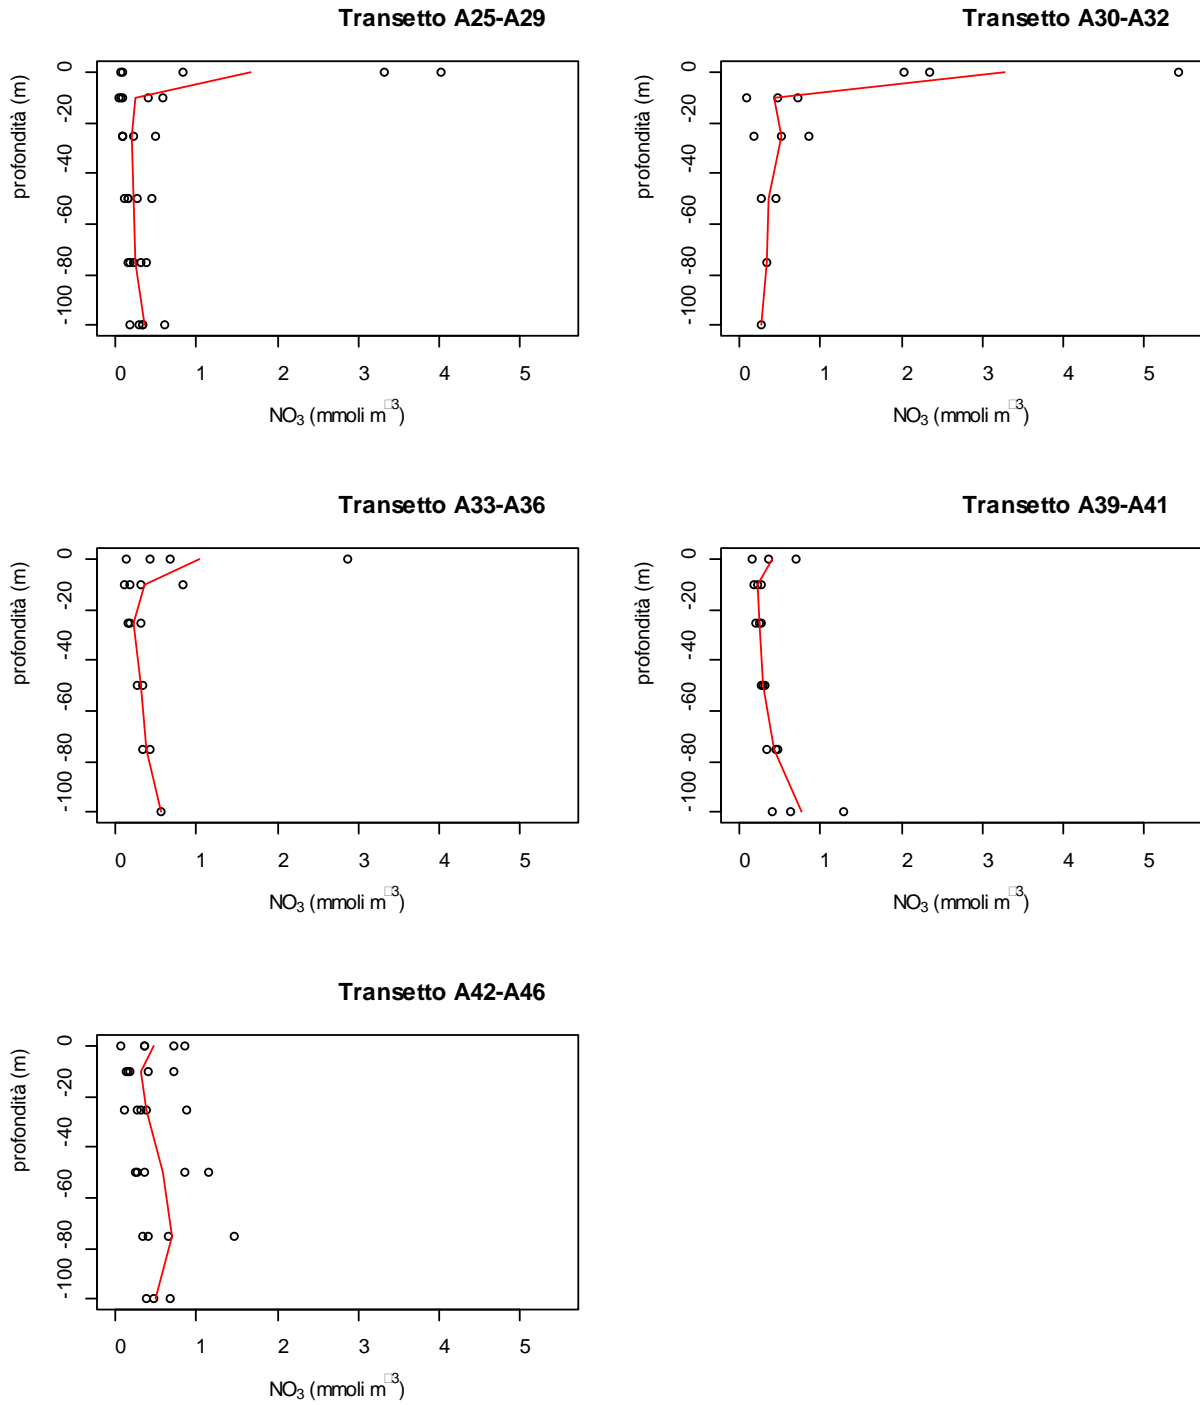 Transetto A25-A29
profondità (m)
0
-20
-40
-60
-80
-100
0 1 2 3 4 5
NO₃ (mmoli m□³)
Transetto A30-A32
profondità (m)
0
-20
-40
-60
-80
-100
0 1 2 3 4 5
NO₃ (mmoli m□³)
Transetto A33-A36
profondità (m)
0
-20
-40
-60
-80
-100
0 1 2 3 4 5
NO₃ (mmoli m□³)
Transetto A39-A41
profondità (m)
0
-20
-40
-60
-80
-100
0 1 2 3 4 5
NO₃ (mmoli m□³)
Transetto A42-A46
profondità (m)
0
-20
-40
-60
-80
-100
0 1 2 3 4 5
NO₃ (mmoli m□³)